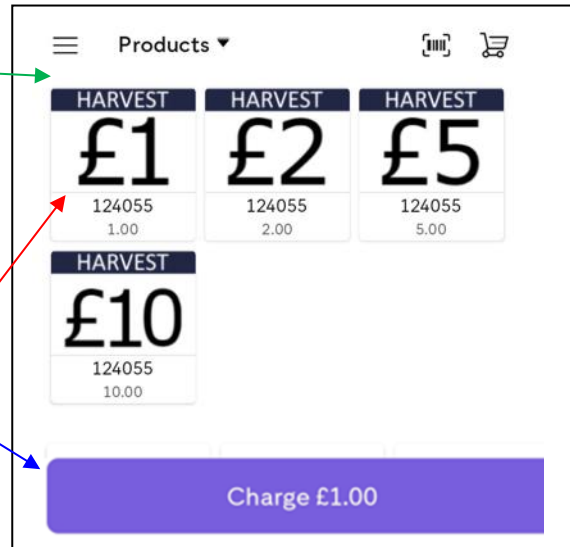 Products ▼
HARVEST HARVEST HARVEST
£1 £2 £5
124055 124055 124055
1.00 2.00 5.00
HARVEST
£10
124055
10.00
Charge £1.00